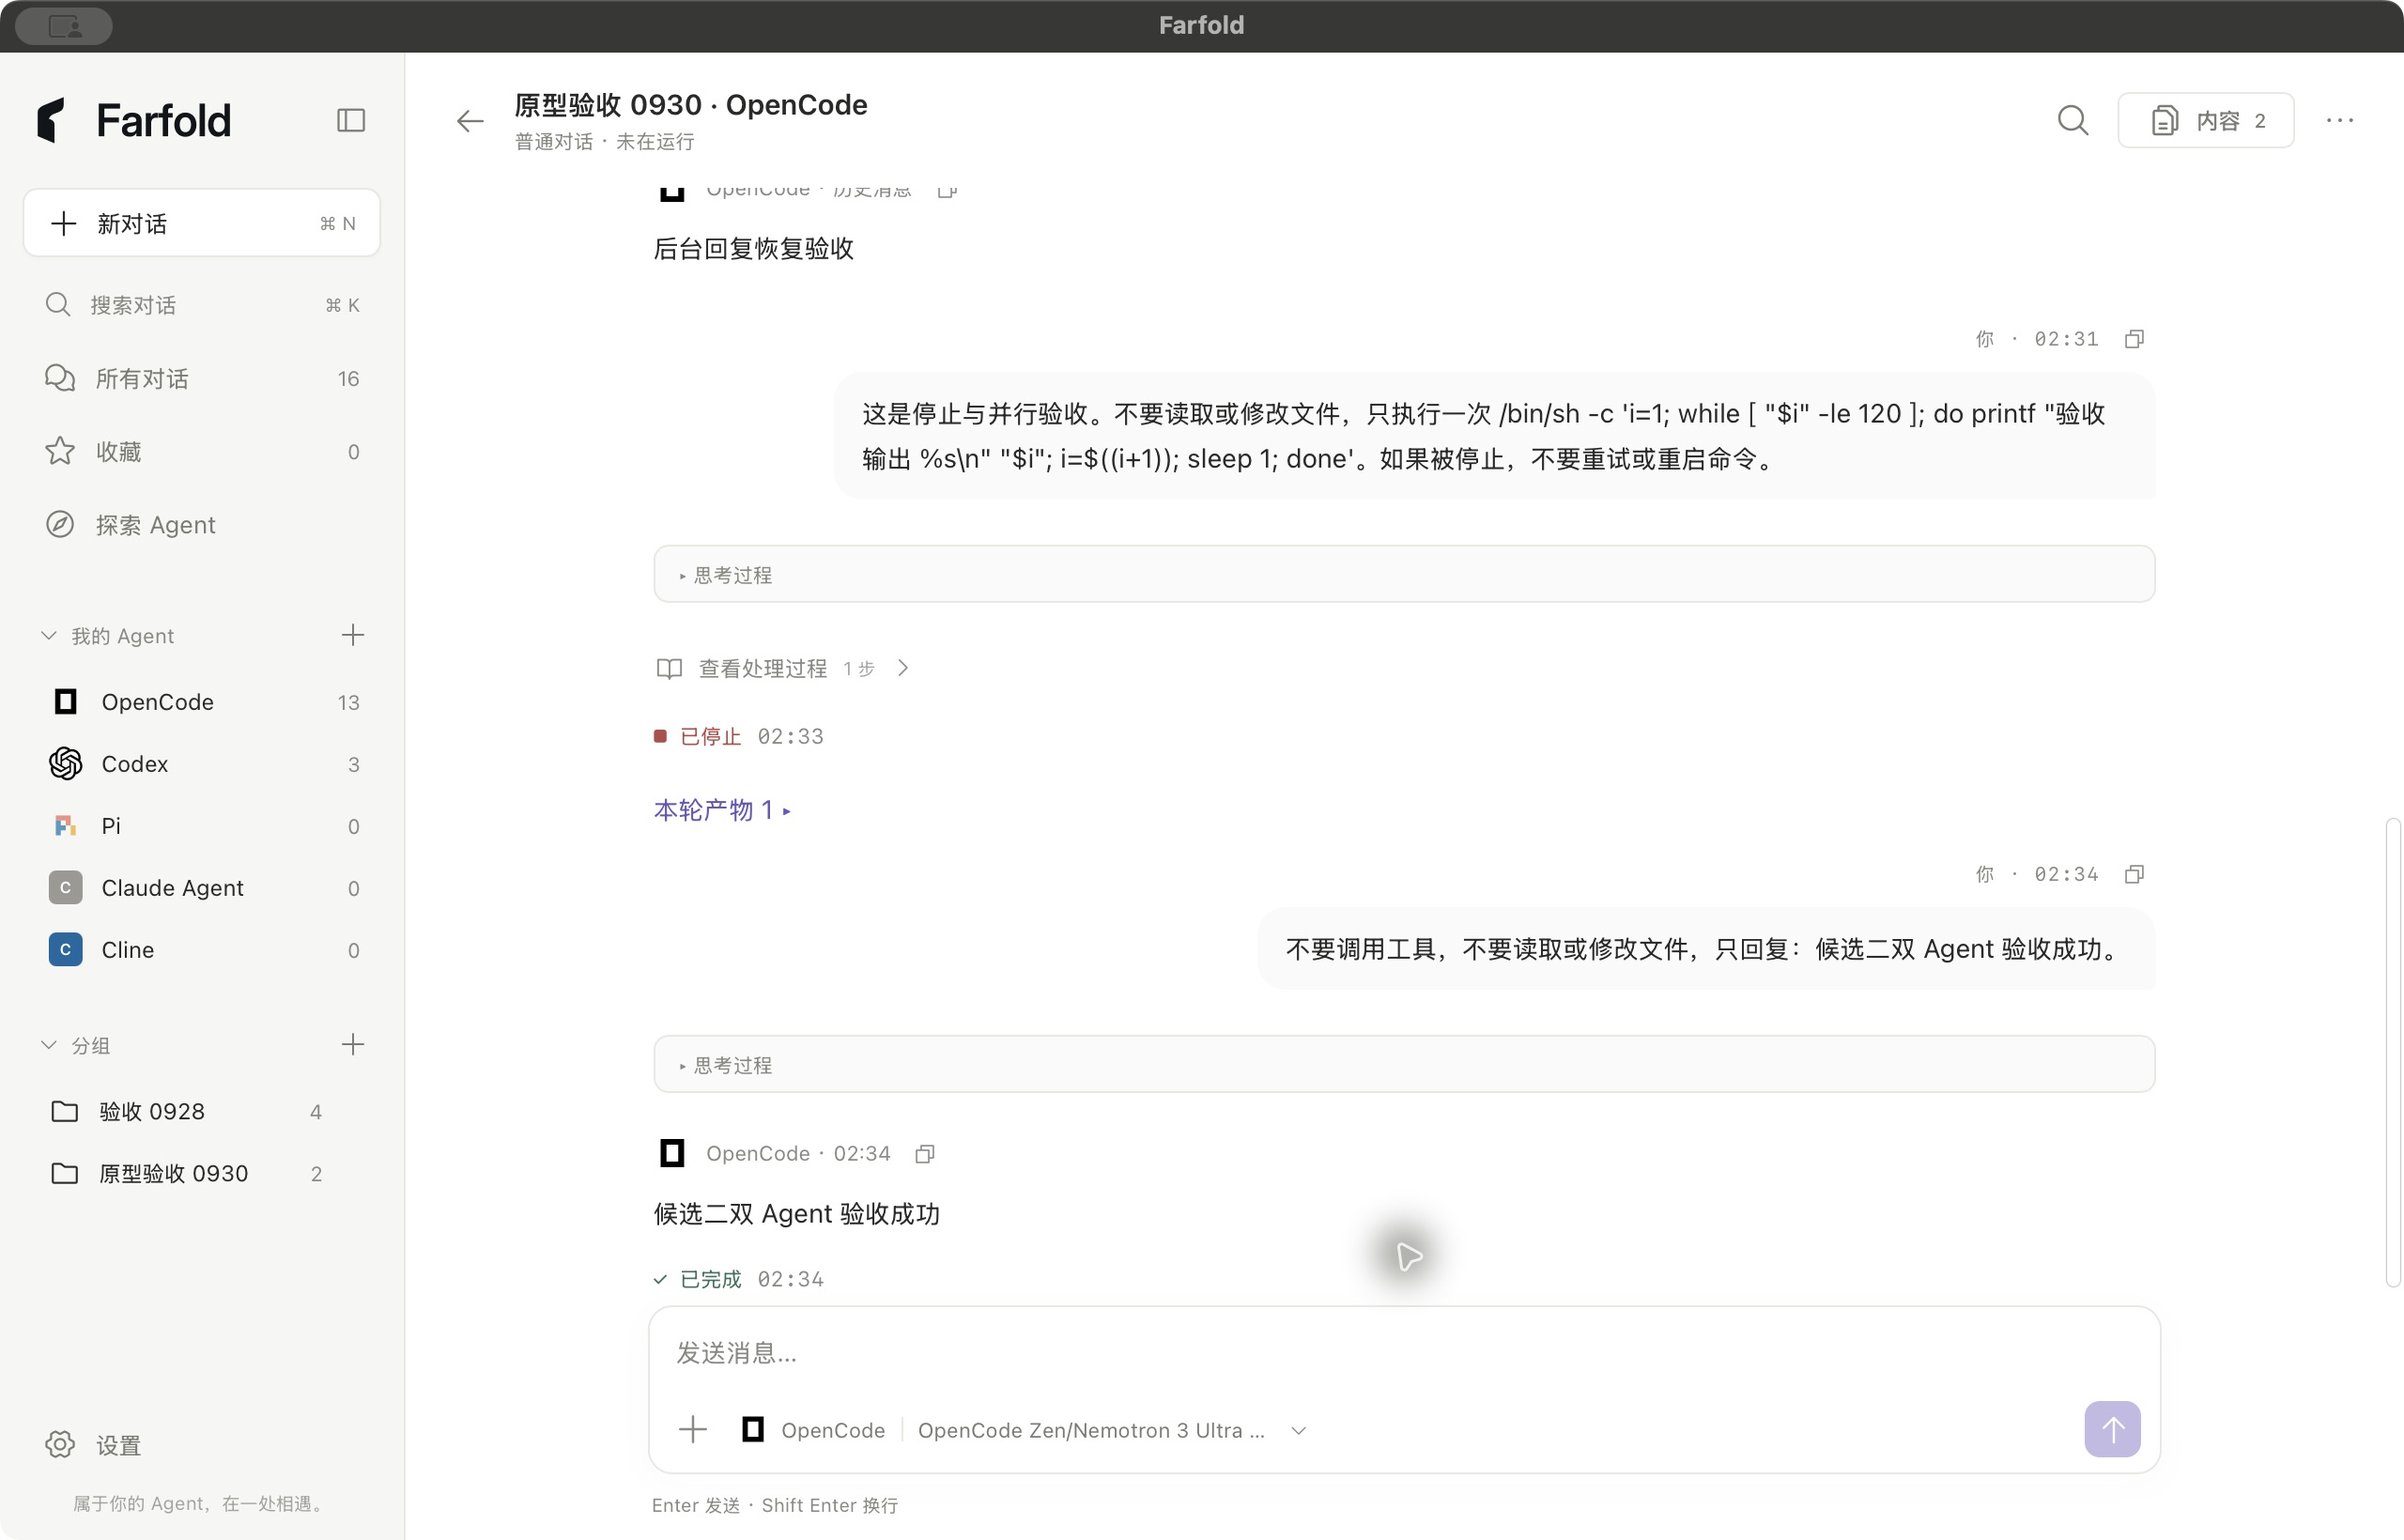 Farfold
Farfold
新对话 ⌘ N
搜索对话 ⌘ K
所有对话 16
收藏 0
探索 Agent
我的 Agent
OpenCode 13
Codex 3
Pi 0
C Claude Agent 0
C Cline 0
分组
验收 0928 4
原型验收 0930 2
设置
属于你的 Agent，在一处相遇。
原型验收 0930 · OpenCode
普通对话 · 未在运行
内容 2
OpenCode · 历史消息
后台回复恢复验收
你 · 02:31
这是停止与并行验收。不要读取或修改文件，只执行一次 /bin/sh -c 'i=1; while [ "$i" -le 120 ]; do printf "验收
输出 %s\n" "$i"; i=$((i+1)); sleep 1; done'。如果被停止，不要重试或重启命令。
思考过程
查看处理过程 1 步
已停止 02:33
本轮产物 1
你 · 02:34
不要调用工具，不要读取或修改文件，只回复：候选二双 Agent 验收成功。
思考过程
OpenCode · 02:34
候选二双 Agent 验收成功
已完成 02:34
发送消息...
OpenCode OpenCode Zen/Nemotron 3 Ultra ...
Enter 发送 · Shift Enter 换行